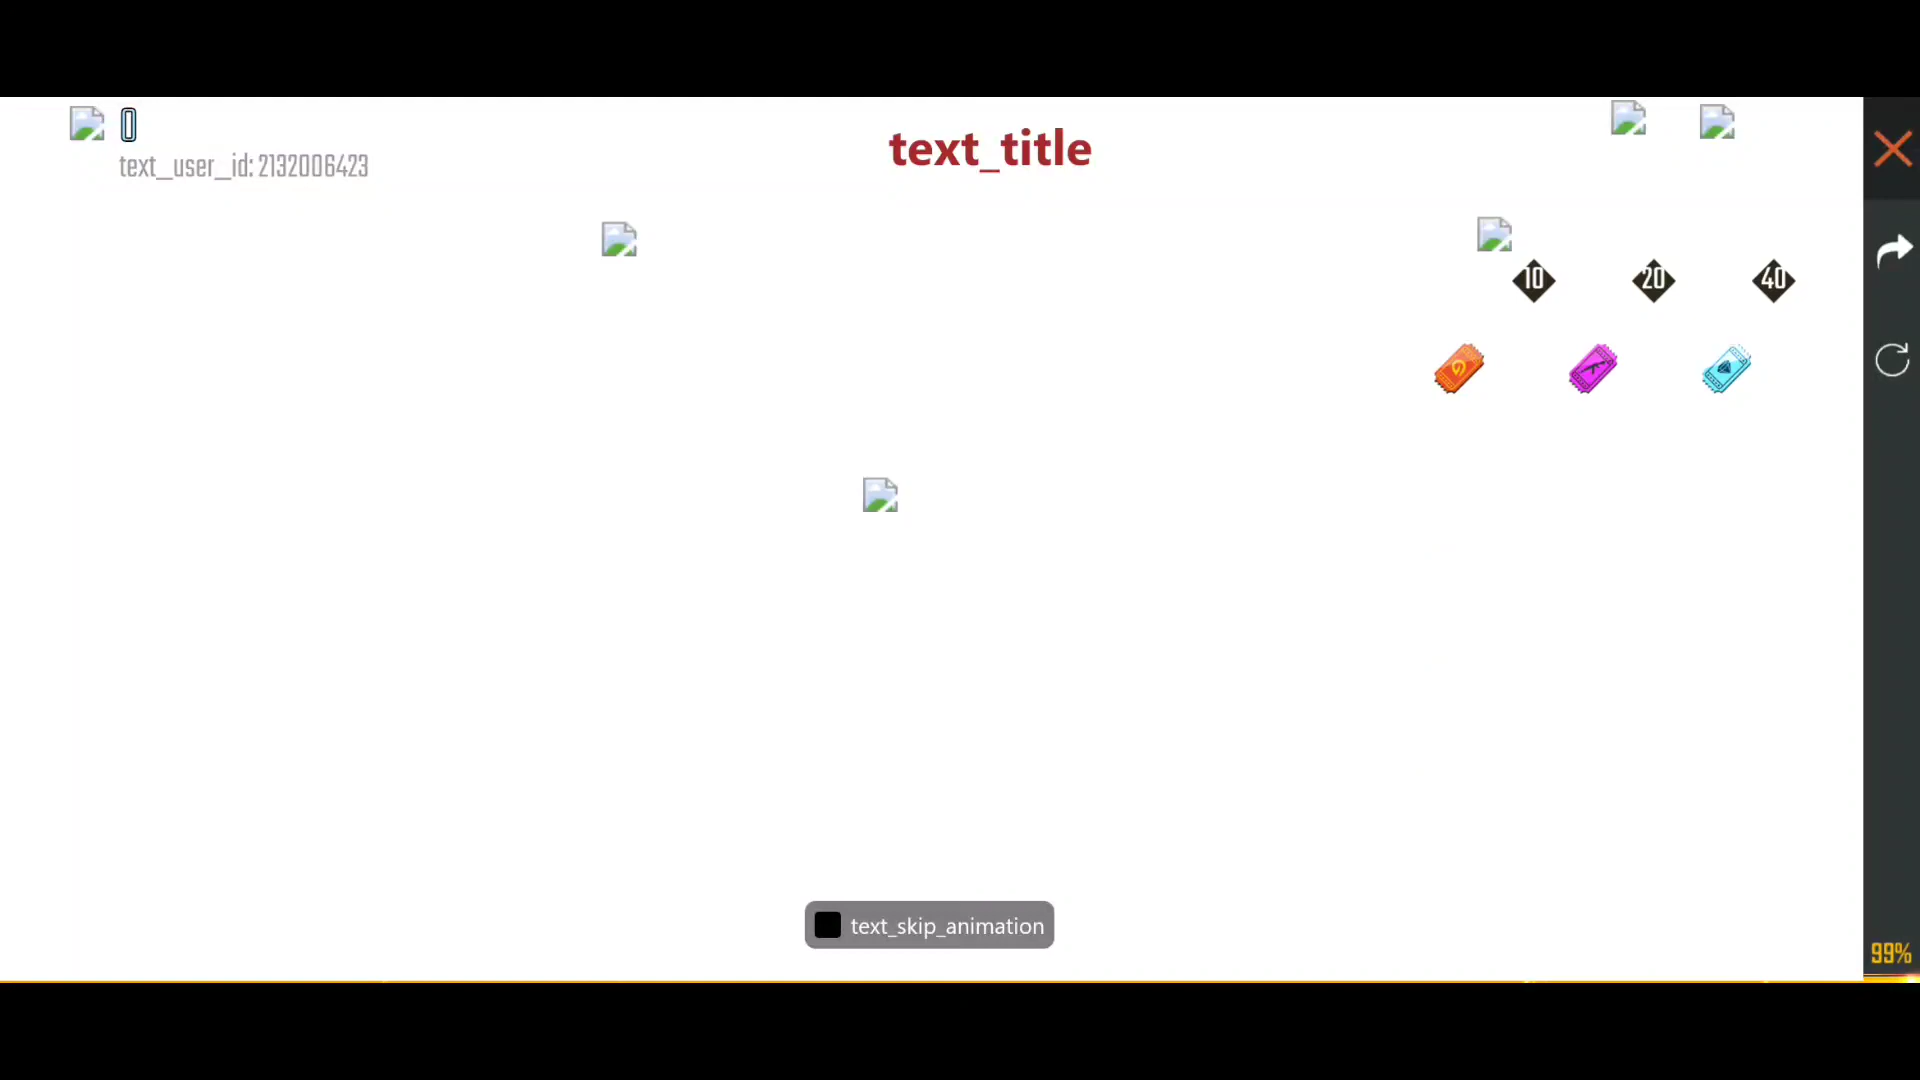 0
text_user_id: 2132006423
text_title
10
20
40
text_skip_animation
99%